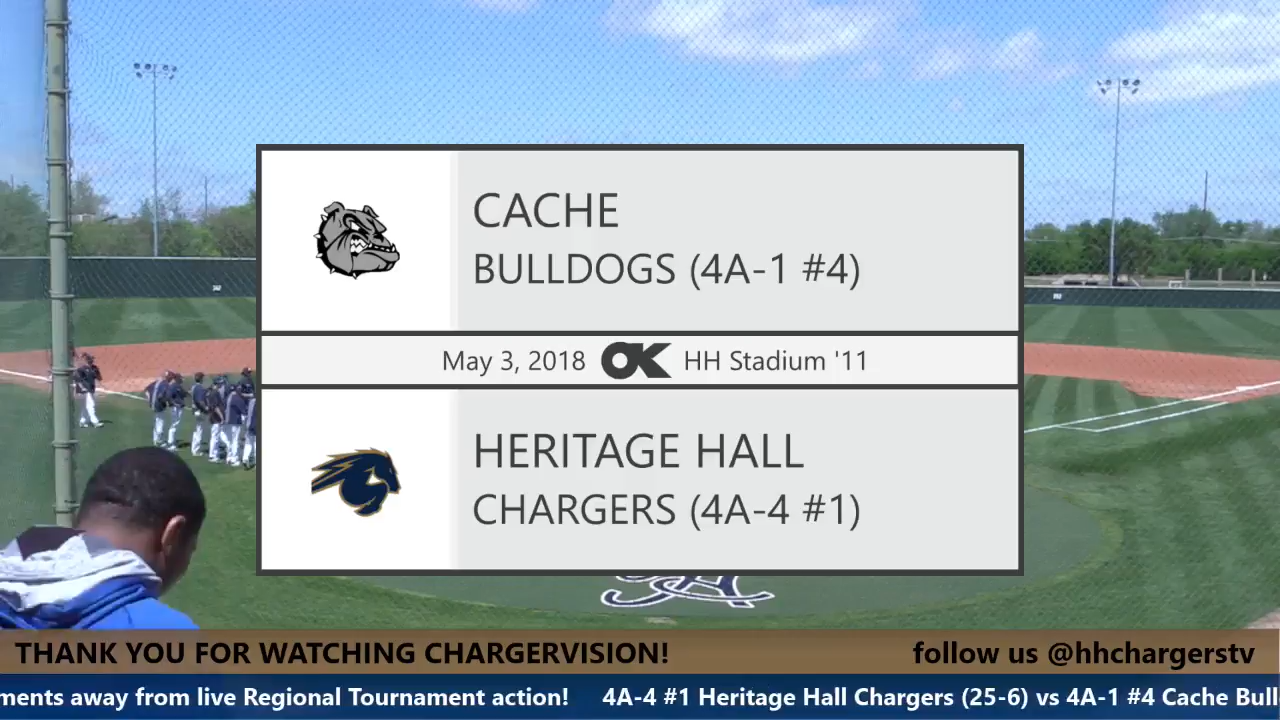 CACHE
BULLDOGS (4A-1 #4)
May 3, 2018 OK HH Stadium '11
HERITAGE HALL
CHARGERS (4A-4 #1)
THANK YOU FOR WATCHING CHARGERVISION! follow us @hhchargerstv
ments away from live Regional Tournament action! 4A-4 #1 Heritage Hall Chargers (25-6) vs 4A-1 #4 Cache Bull